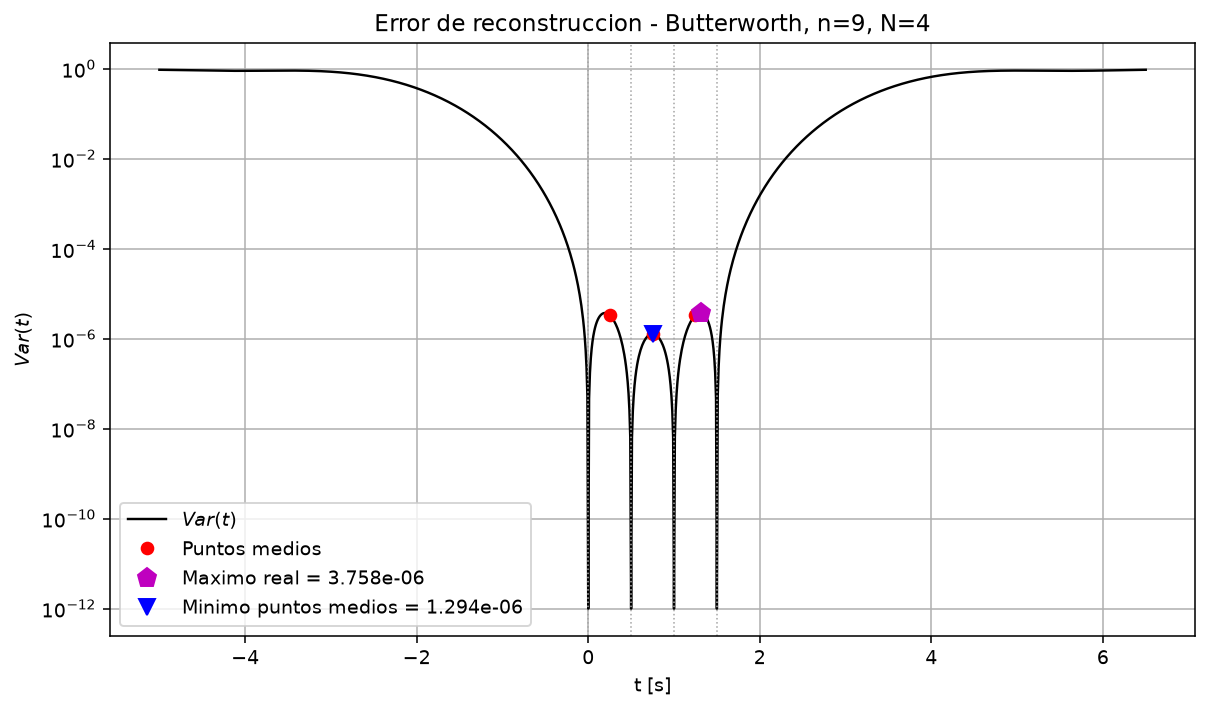 Error de reconstruccion - Butterworth, n=9, N=4
Var(t)
10^0
10^-2
10^-4
10^-6
10^-8
10^-10
10^-12
Var(t)
Puntos medios
Maximo real = 3.758e-06
Minimo puntos medios = 1.294e-06
−4 −2 0 2 4 6
t [s]